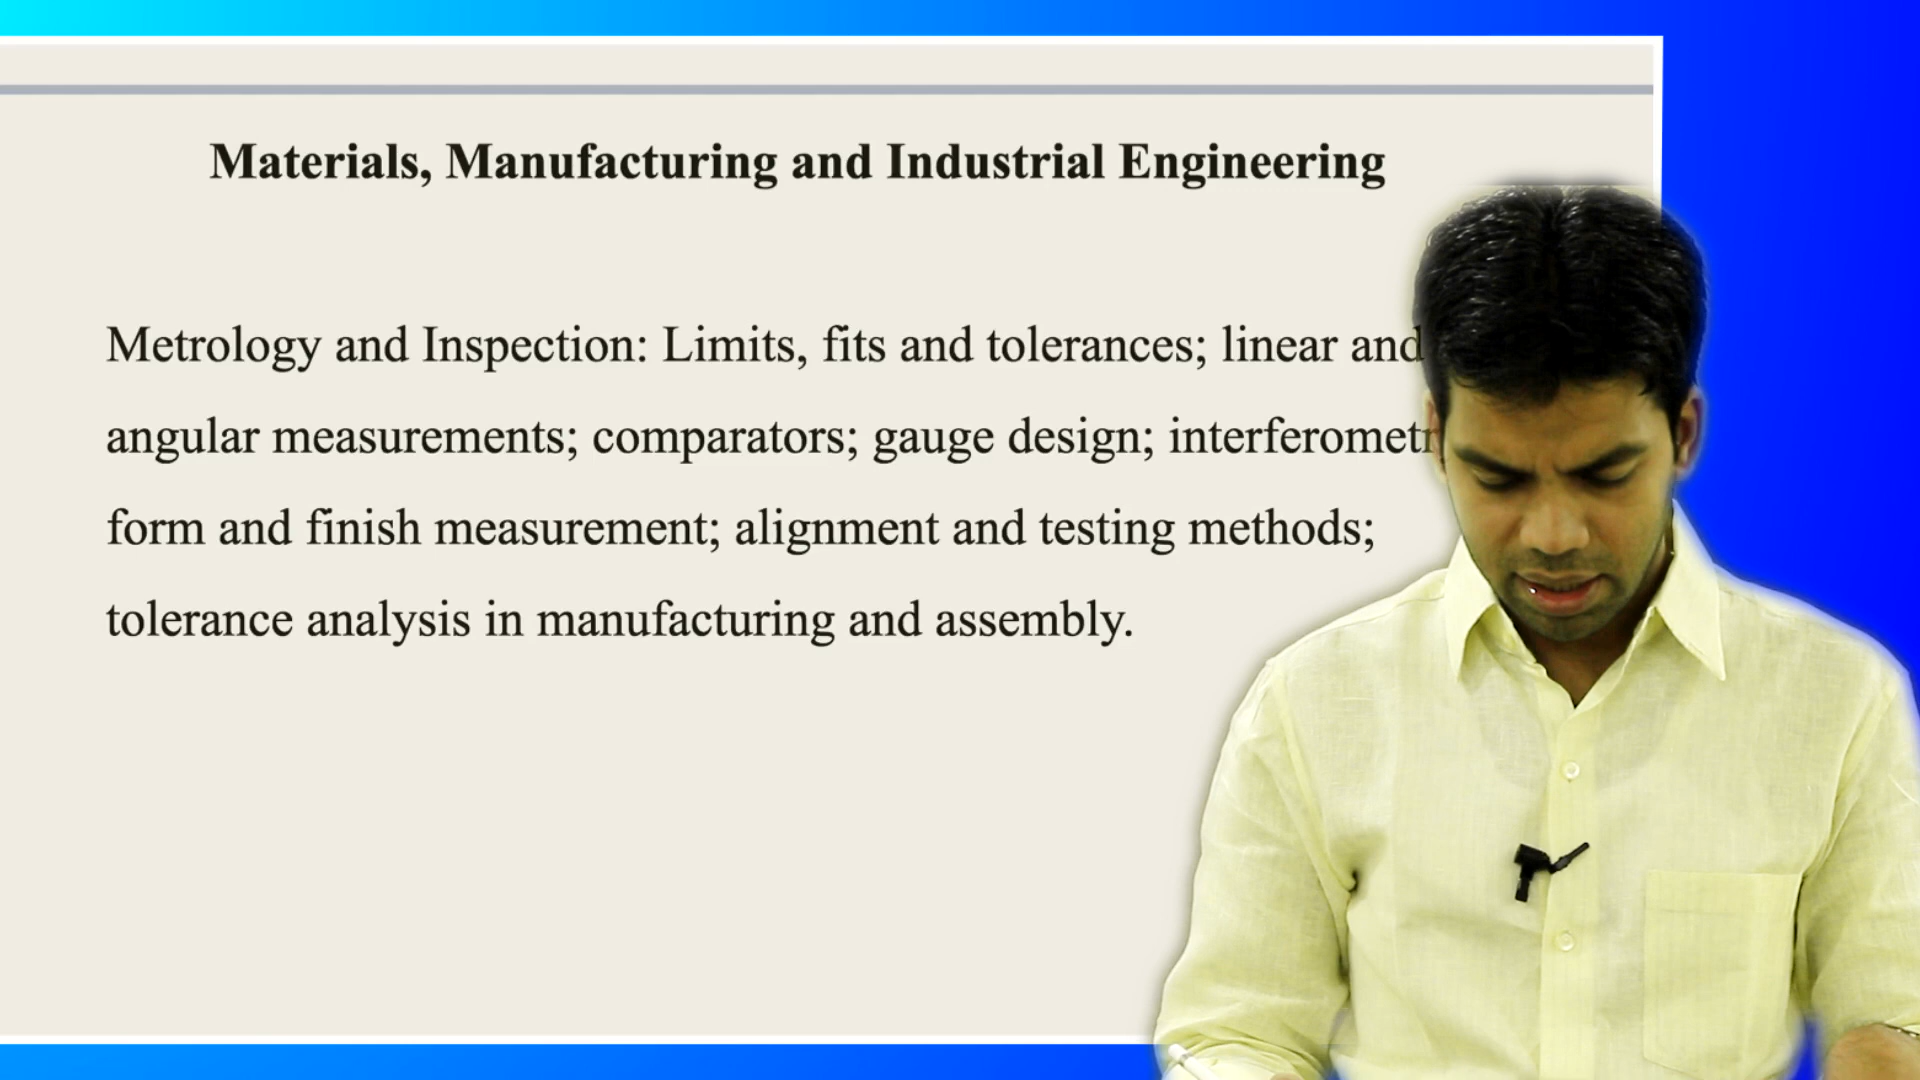 Materials, Manufacturing and Industrial Engineering
Metrology and Inspection: Limits, fits and tolerances; linear and
angular measurements; comparators; gauge design;
form and finish measurement; alignment and testing methods;
tolerance analysis in manufacturing and assembly.